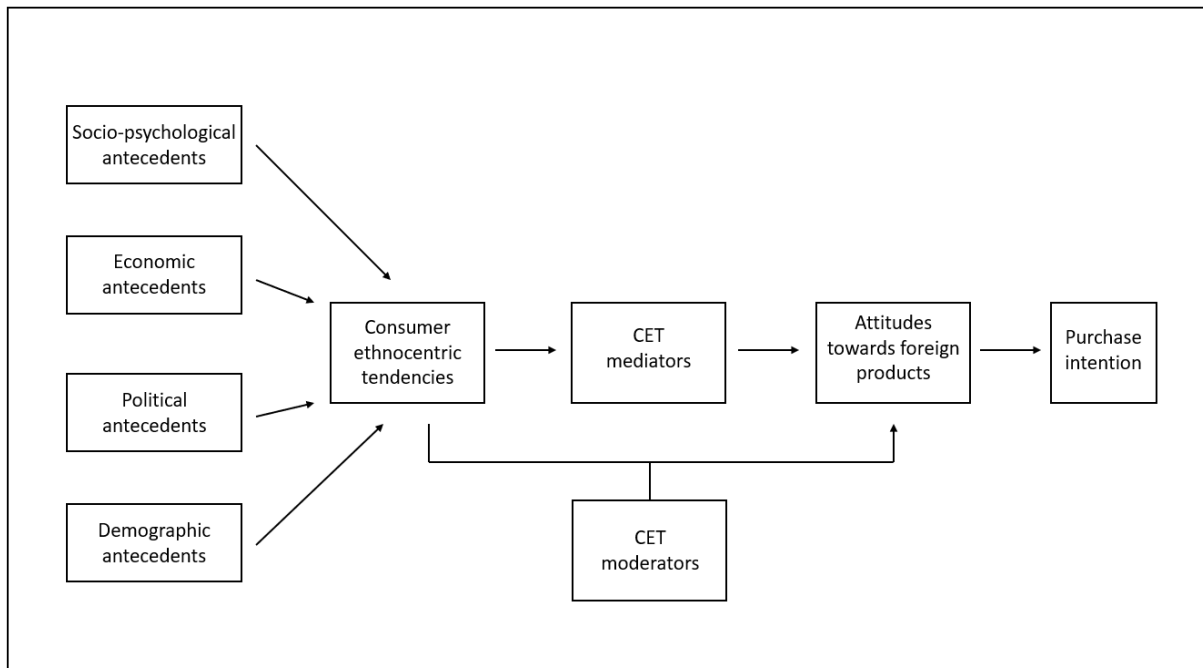 Socio-psychological
antecedents
Economic
antecedents
Political
antecedents
Demographic
antecedents
Consumer
ethnocentric
tendencies
CET
mediators
Attitudes
towards foreign
products
Purchase
intention
CET
moderators